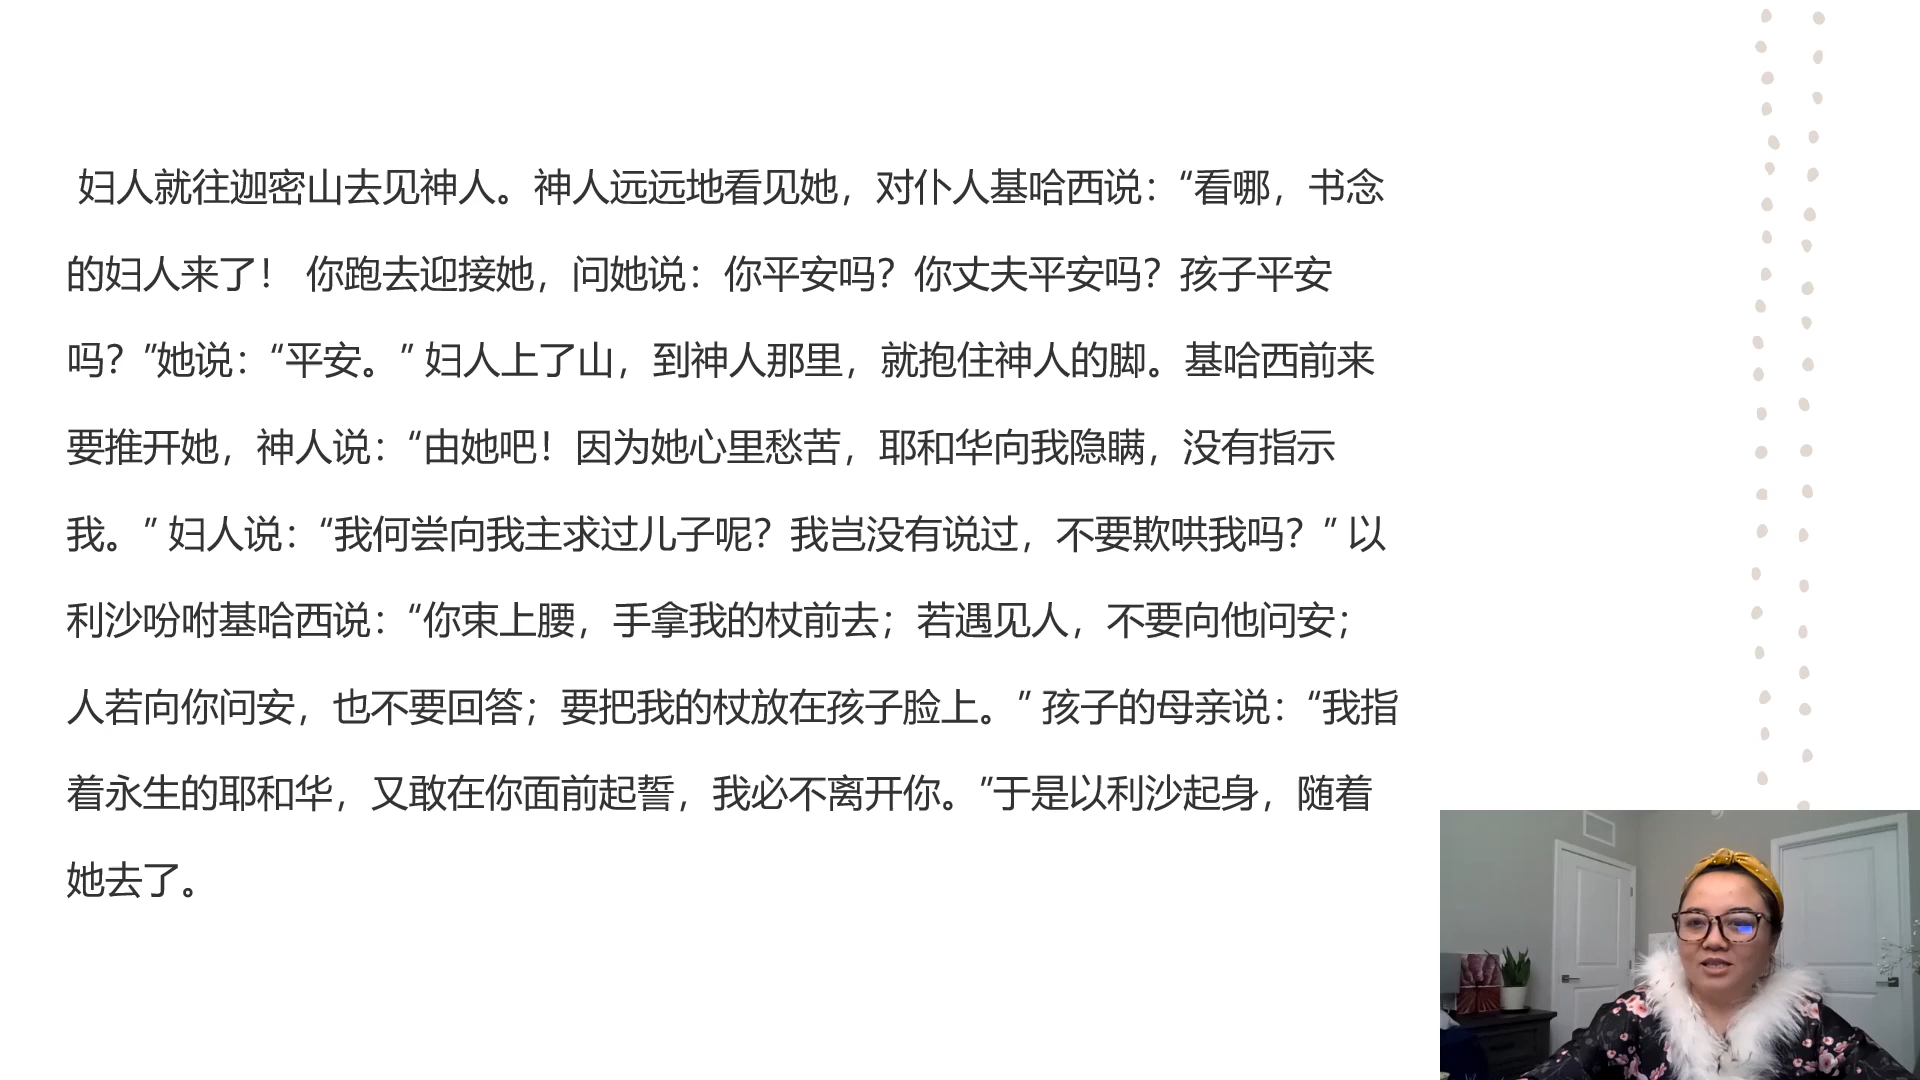 妇人就往迦密山去见神人。神人远远地看见她，对仆人基哈西说：“看哪，书念
的妇人来了！ 你跑去迎接她，问她说：你平安吗？你丈夫平安吗？孩子平安
吗？”她说：“平安。” 妇人上了山，到神人那里，就抱住神人的脚。基哈西前来
要推开她，神人说：“由她吧！因为她心里愁苦，耶和华向我隐瞒，没有指示
我。” 妇人说：“我何尝向我主求过儿子呢？我岂没有说过，不要欺哄我吗？” 以
利沙吩咐基哈西说：“你束上腰，手拿我的杖前去；若遇见人，不要向他问安；
人若向你问安，也不要回答；要把我的杖放在孩子脸上。” 孩子的母亲说：“我指
着永生的耶和华，又敢在你面前起誓，我必不离开你。”于是以利沙起身，随着
她去了。